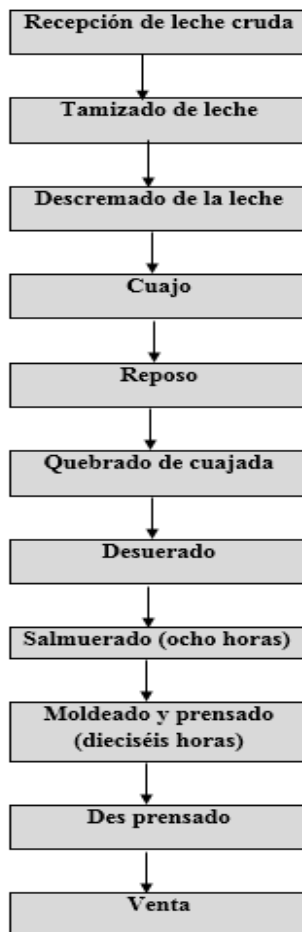 Recepción de leche cruda
Tamizado de leche
Descremado de la leche
Cuajo
Reposo
Quebrado de cuajada
Desuerado
Salmuerado (ocho horas)
Moldeado y prensado
(dieciséis horas)
Des prensado
Venta